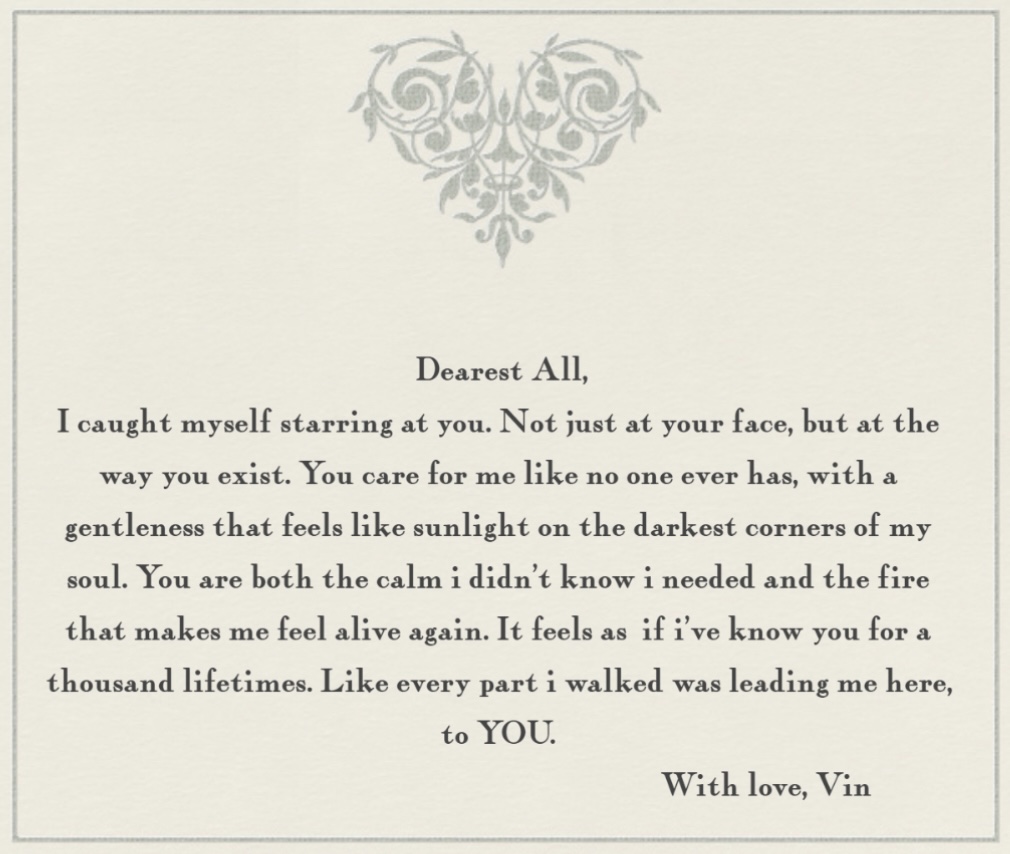 Dearest All,
I caught myself starring at you. Not just at your face, but at the
way you exist. You care for me like no one ever has, with a
gentleness that feels like sunlight on the darkest corners of my
soul. You are both the calm i didn't know i needed and the fire
that makes me feel alive again. It feels as  if i've know you for a
thousand lifetimes. Like every part i walked was leading me here,
to YOU.
With love, Vin